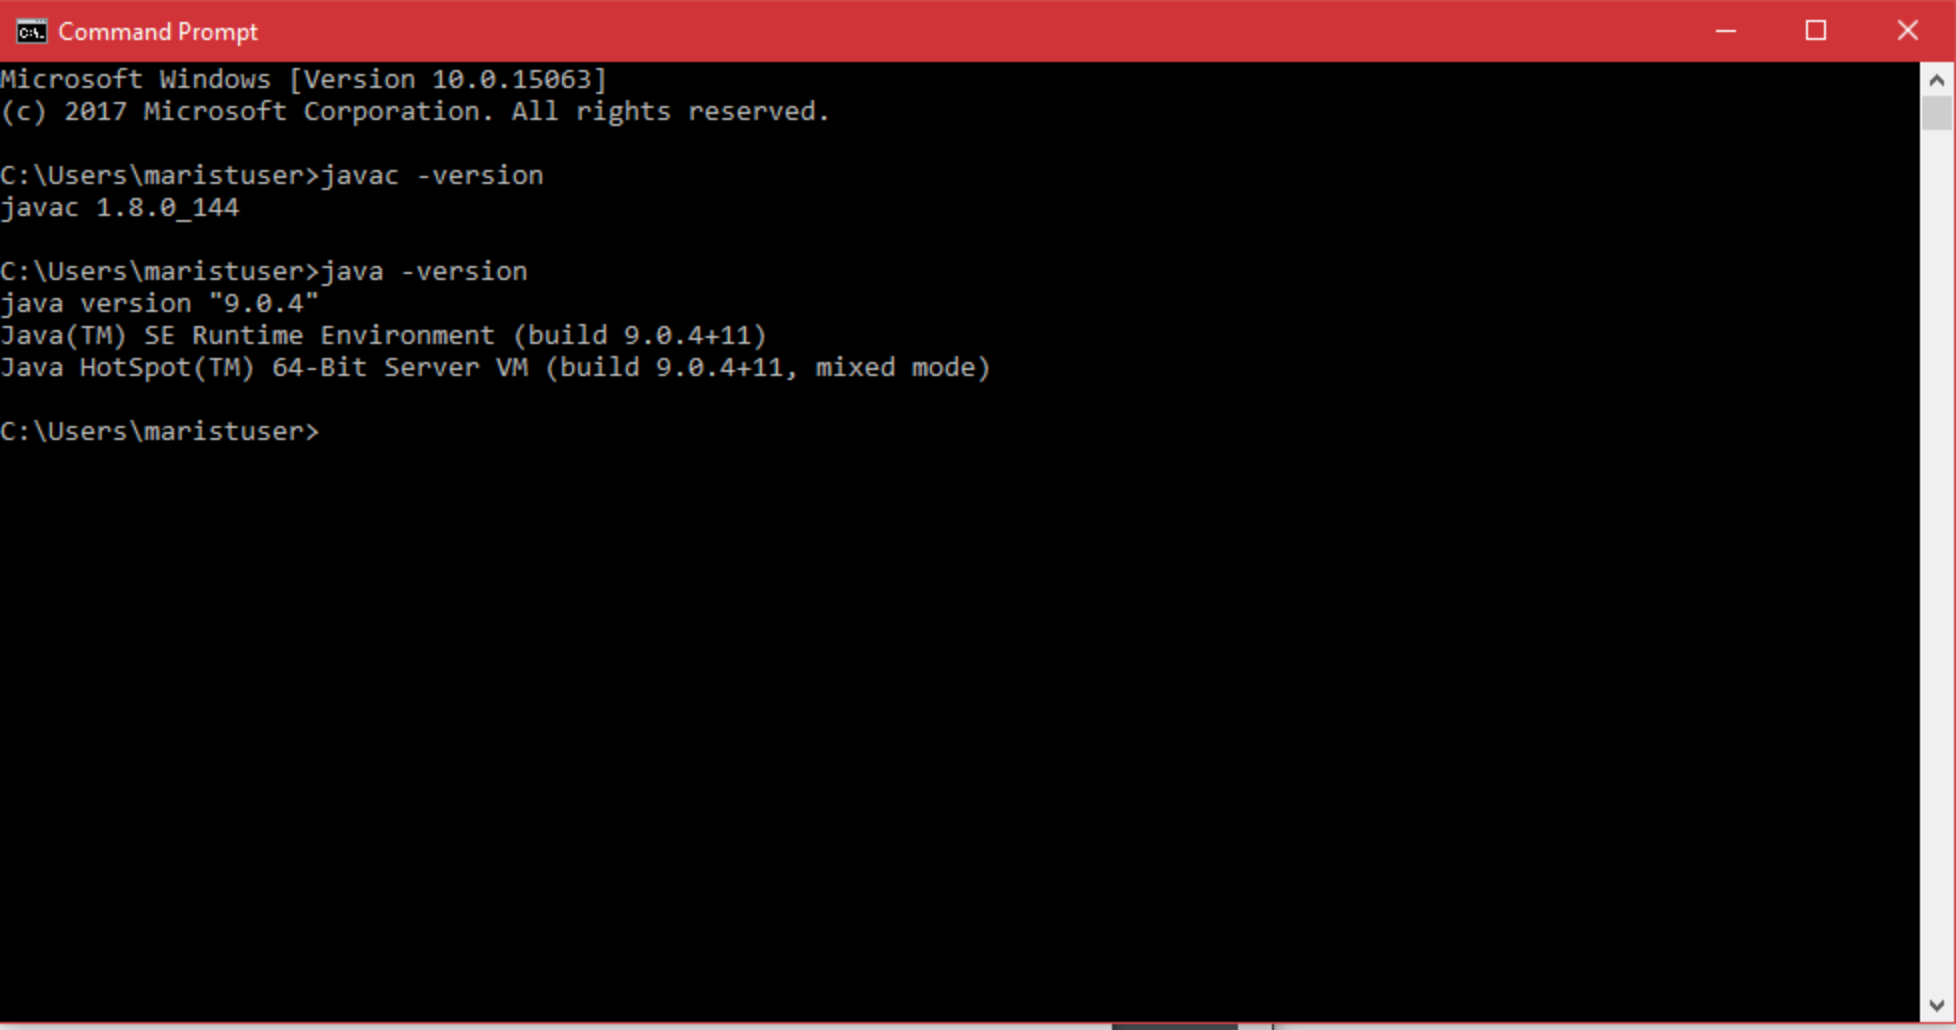 Command Prompt
Microsoft Windows [Version 10.0.15063]
(c) 2017 Microsoft Corporation. All rights reserved.
C:\Users\maristuser>javac -version
javac 1.8.0_144
C:\Users\maristuser>java -version
java version "9.0.4"
Java(TM) SE Runtime Environment (build 9.0.4+11)
Java HotSpot(TM) 64-Bit Server VM (build 9.0.4+11, mixed mode)
C:\Users\maristuser>